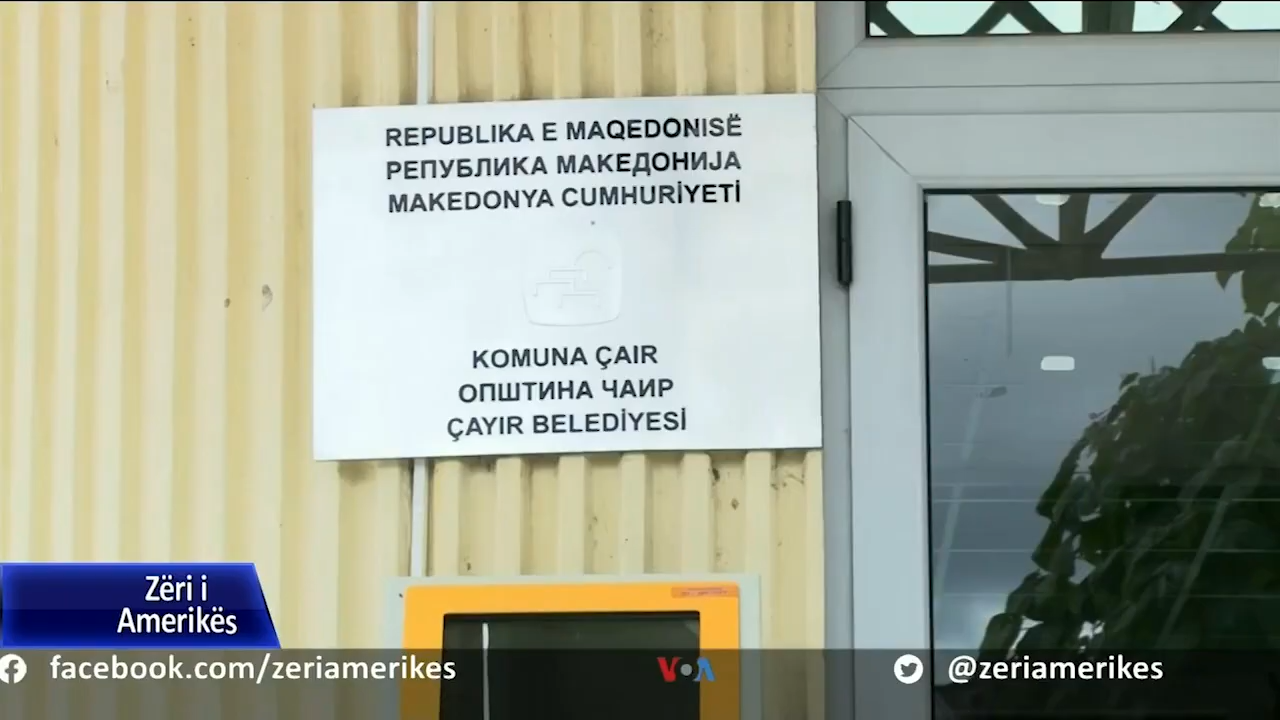 REPUBLIKA E MAQEDONISË
РЕПУБЛИКА МАКЕДОНИЈА
MAKEDONYA CUMHURİYETİ
KOMUNA ÇAIR
ОПШТИНА ЧАИР
ÇAYIR BELEDİYESİ
Zëri i
Amerikës
facebook.com/zeriamerikes
VOA
@zeriamerikes